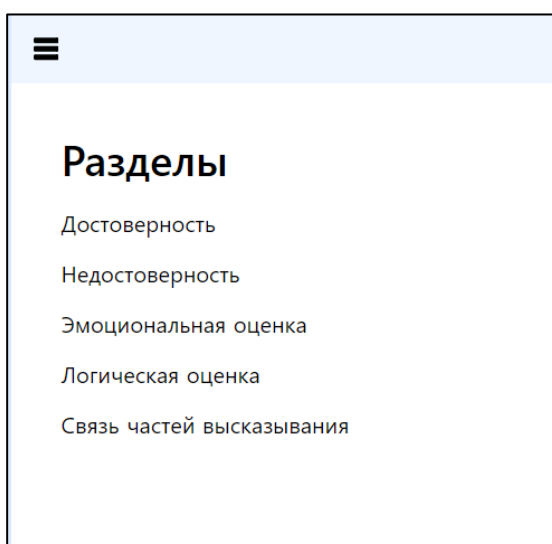 Разделы
Достоверность
Недостоверность
Эмоциональная оценка
Логическая оценка
Связь частей высказывания